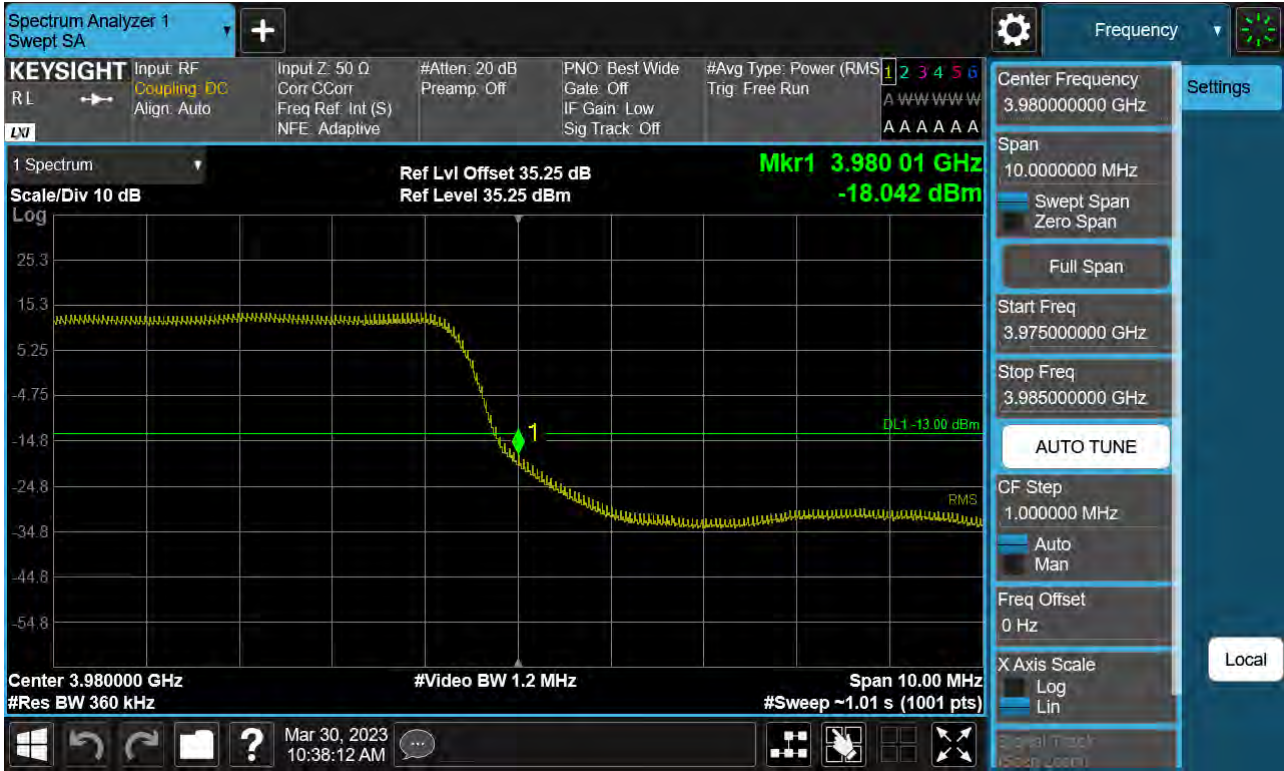 Spectrum Analyzer 1
Swept SA
Frequency
KEYSIGHT
RL
LXI
Input: RF
Coupling: DC
Align: Auto
Input Z: 50 Ω
Corr CCorr
Freq Ref: Int (S)
NFE: Adaptive
#Atten: 20 dB
Preamp: Off
PNO: Best Wide
Gate: Off
IF Gain: Low
Sig Track: Off
#Avg Type: Power (RMS
Trig: Free Run
1 2 3 4 5 6
A W W W W W
A A A A A A
1 Spectrum
Scale/Div 10 dB
Log
Ref Lvl Offset 35.25 dB
Ref Level 35.25 dBm
Mkr1 3.980 01 GHz
-18.042 dBm
25.3
15.3
5.25
-4.75
-14.8
-24.8
-34.8
-44.8
-54.8
1
DL1 -13.00 dBm
RMS
Center 3.980000 GHz
#Res BW 360 kHz
#Video BW 1.2 MHz
Span 10.00 MHz
#Sweep ~1.01 s (1001 pts)
Center Frequency
3.980000000 GHz
Settings
Span
10.0000000 MHz
Swept Span
Zero Span
Full Span
Start Freq
3.975000000 GHz
Stop Freq
3.985000000 GHz
AUTO TUNE
CF Step
1.000000 MHz
Auto
Man
Freq Offset
0 Hz
X Axis Scale
Log
Lin
Local
Signal Track
(Span Zoom)
?
Mar 30, 2023
10:38:12 AM